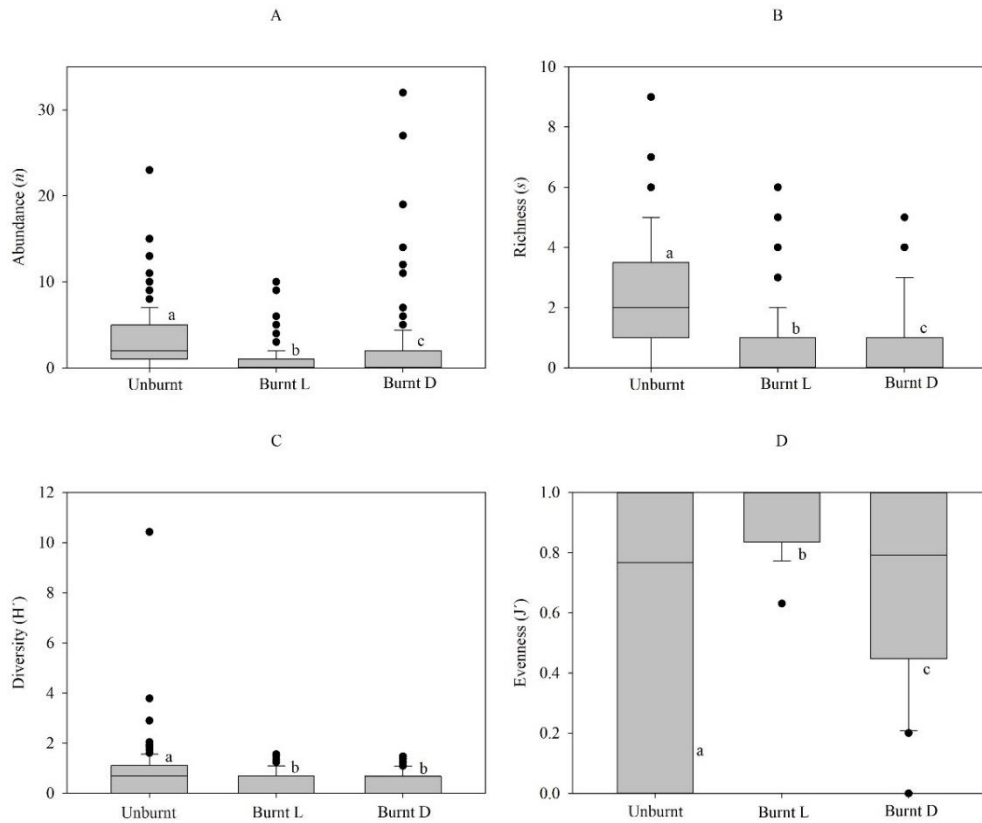 A
Abundance (n)
30
20
10
0
a
b
c
Unburnt
Burnt L
Burnt D
B
Richness (s)
10
8
6
4
2
0
a
b
c
Unburnt
Burnt L
Burnt D
C
Diversity (H´)
12
10
8
6
4
2
0
a
b
b
Unburnt
Burnt L
Burnt D
D
Evenness (J´)
1.0
0.8
0.6
0.4
0.2
0.0
a
b
c
Unburnt
Burnt L
Burnt D